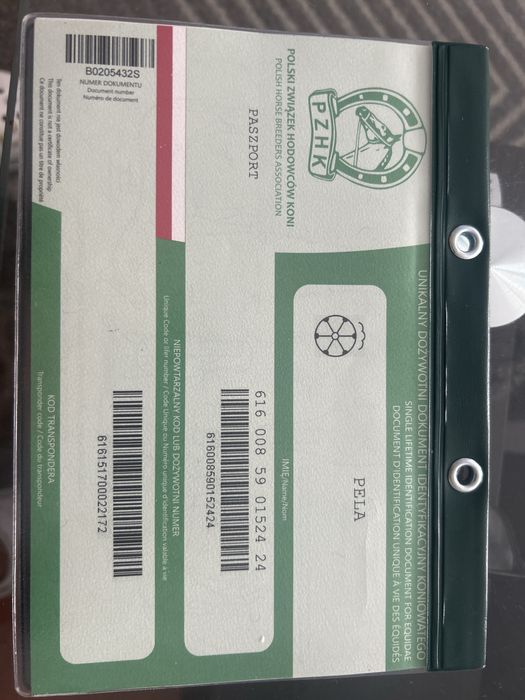 UNIKALNY DOŻYWOTNI DOKUMENT IDENTYFIKACYJNY KONIOWATEGO
SINGLE LIFETIME IDENTIFICATION DOCUMENT FOR EQUIDAE
DOCUMENT D'IDENTIFICATION UNIQUE À VIE DES ÉQUIDÉS
PZHK
POLSKI ZWIĄZEK HODOWCÓW KONI
POLISH HORSE BREEDERS ASSOCIATION
PASZPORT
PELA
IMIĘ/Name/Nom
616 008 59 01524 24
616008590152424
NIEPOWTARZALNY KOD LUB DOŻYWOTNI NUMER
Unique Code or lifer number / Code Unique ou Numéro unique d'identification valable à vie
616151700022172
KOD TRANSPONDERA
Transponder code / Code du transpondeur
B0205432S
NUMER DOKUMENTU
Document number
Numéro de document
Ten dokument nie jest dowodem własności
This document is not a certificate of ownership
Ce document ne constitue pas un titre de propriété